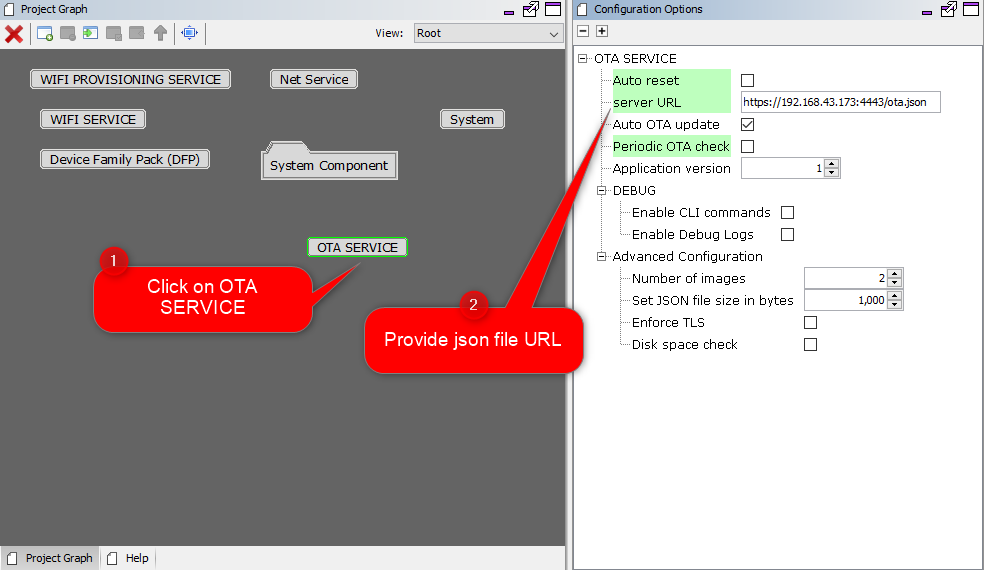 Project Graph
View: Root
WIFI PROVISIONING SERVICE
Net Service
WIFI SERVICE
System
Device Family Pack (DFP)
System Component
OTA SERVICE
1
Click on OTA
SERVICE
2
Provide json file URL
Project Graph
Help
Configuration Options
OTA SERVICE
Auto reset
server URL https://192.168.43.173:4443/ota.json
Auto OTA update
Periodic OTA check
Application version 1
DEBUG
Enable CLI commands
Enable Debug Logs
Advanced Configuration
Number of images 2
Set JSON file size in bytes 1,000
Enforce TLS
Disk space check